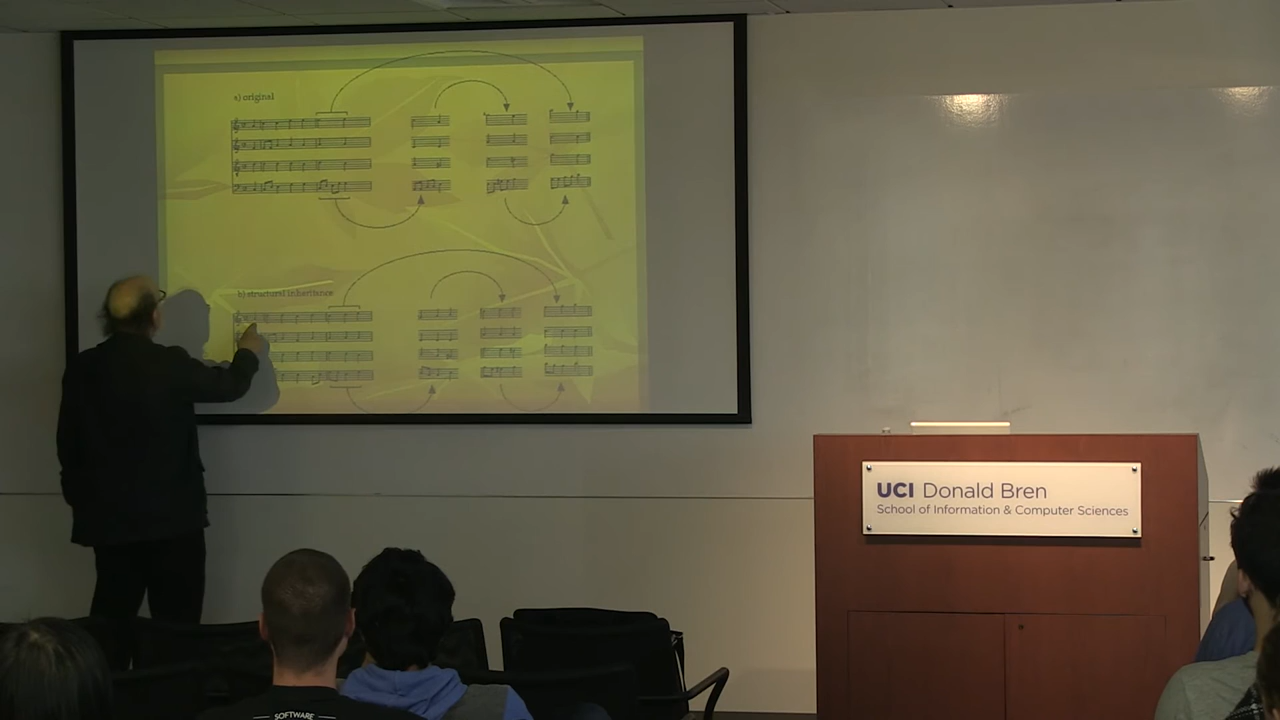 a) original
b) structural inheritance
UCI Donald Bren
School of Information & Computer Sciences
SOFTWARE